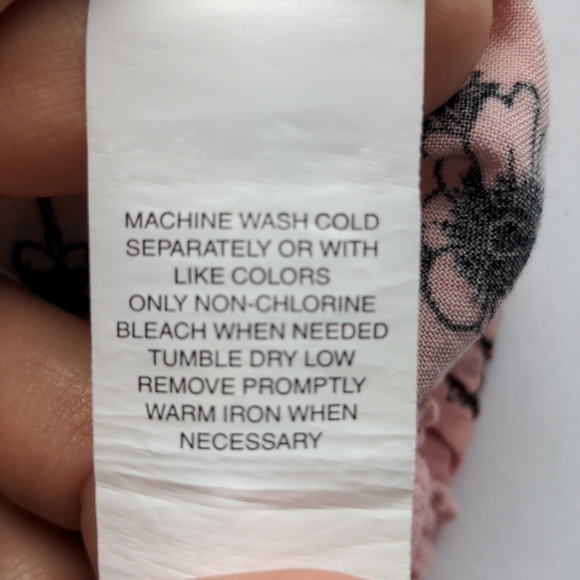 MACHINE WASH COLD
SEPARATELY OR WITH
LIKE COLORS
ONLY NON-CHLORINE
BLEACH WHEN NEEDED
TUMBLE DRY LOW
REMOVE PROMPTLY
WARM IRON WHEN
NECESSARY